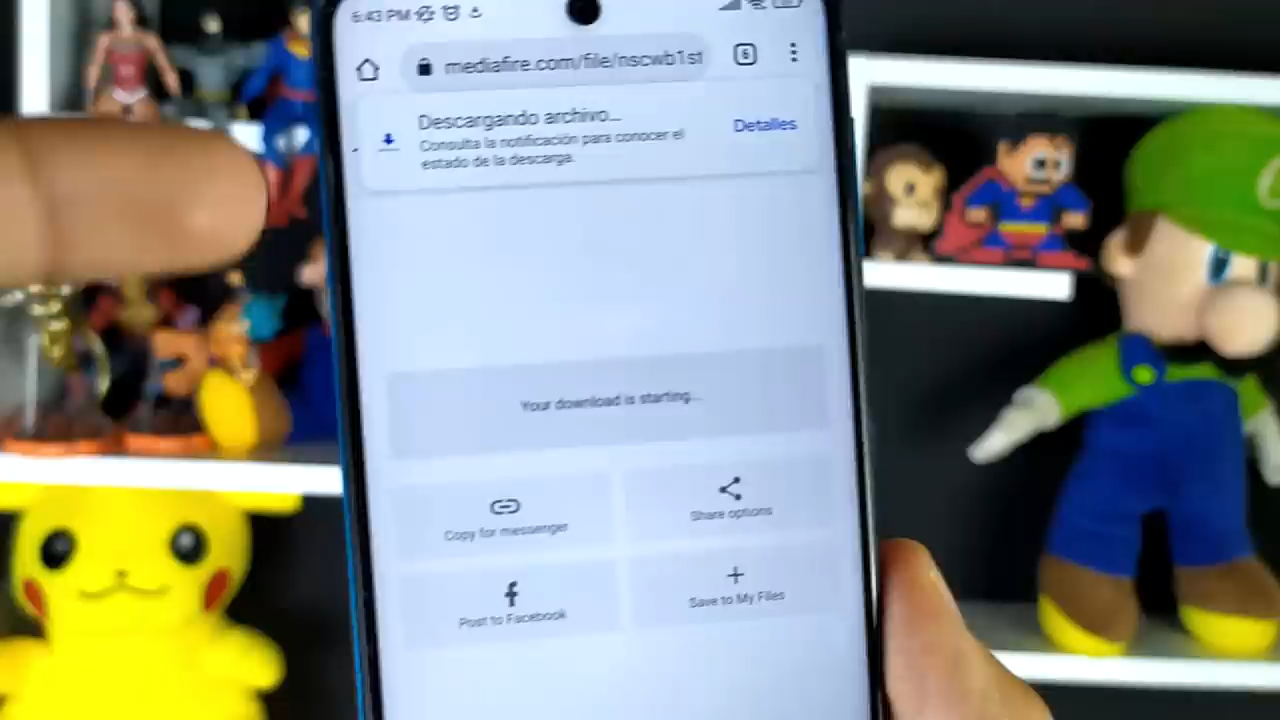 6:43 PM
mediafire.com/file/nscwb1st
6
Descargando archivo...
Consulta la notificación para conocer el
estado de la descarga.
Detalles
Your download is starting...
Copy for messenger
Share options
Post to Facebook
Save to My Files